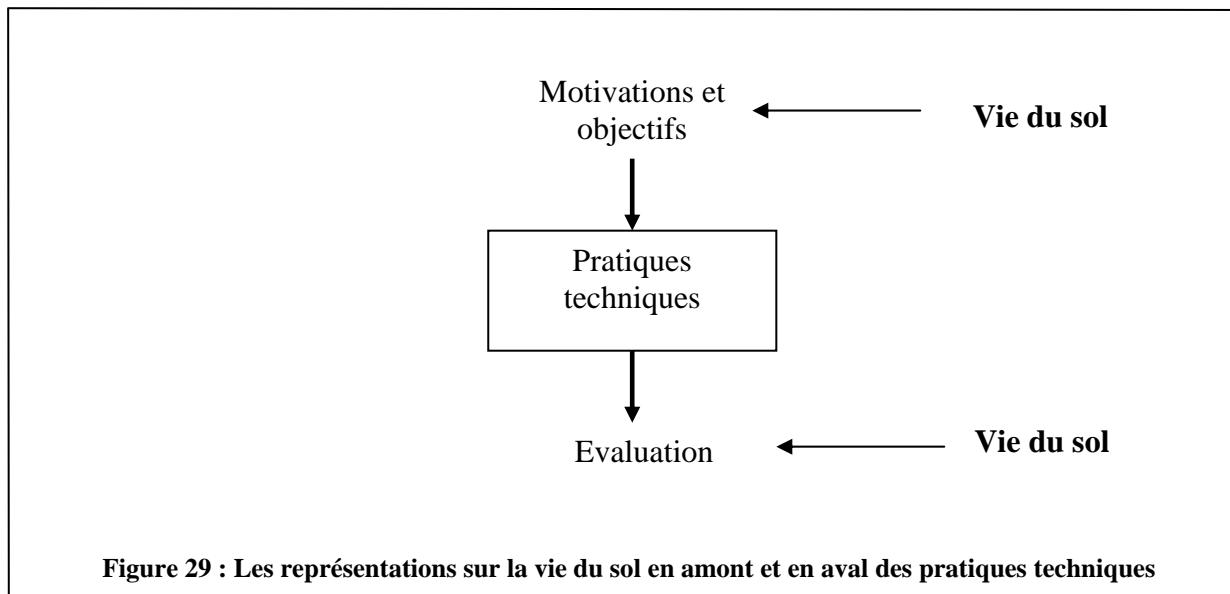 Motivations et
objectifs
Vie du sol
Pratiques
techniques
Evaluation
Vie du sol
Figure 29 : Les représentations sur la vie du sol en amont et en aval des pratiques techniques